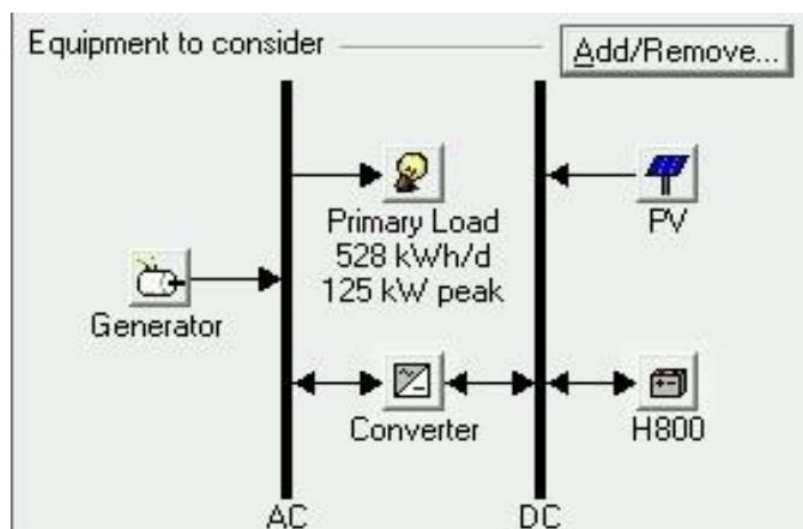 Equipment to consider
Add/Remove...
Primary Load
528 kWh/d
125 kW peak
PV
Generator
Converter
H800
AC
DC